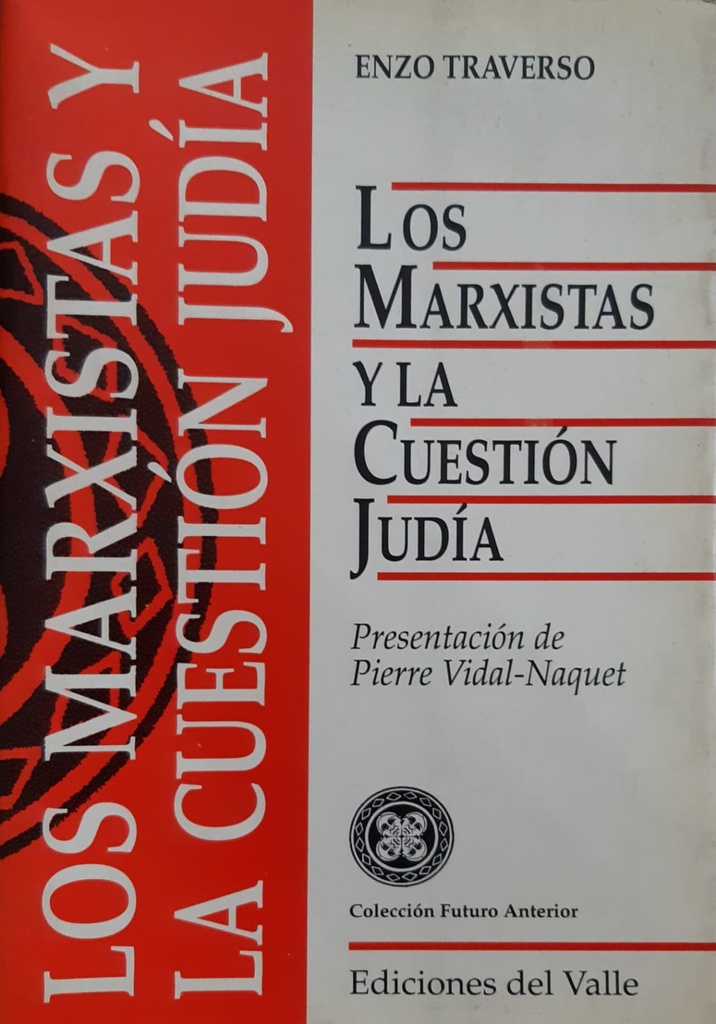 LOS MARXISTAS Y
LA CUESTIÓN JUDÍA
ENZO TRAVERSO
LOS
MARXISTAS
Y LA
CUESTIÓN
JUDÍA
Presentación de
Pierre Vidal-Naquet
Colección Futuro Anterior
Ediciones del Valle